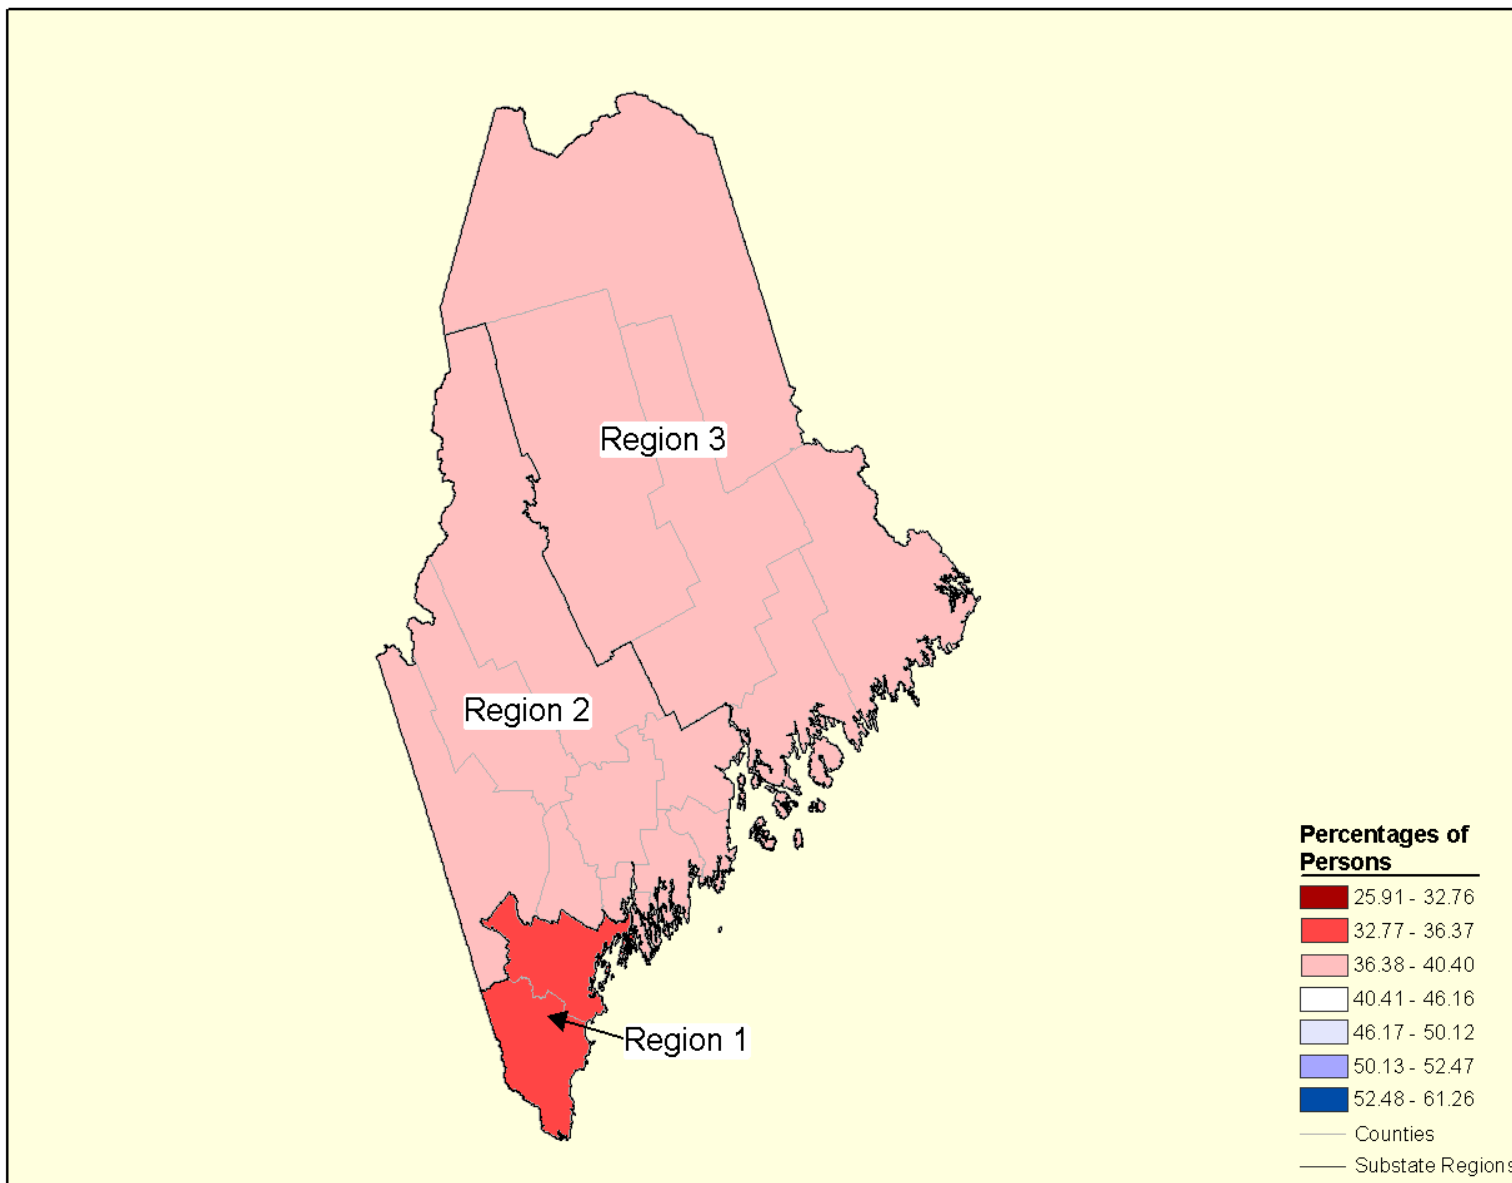 Region 3
Region 2
Region 1
Percentages of
Persons
25.91 - 32.76
32.77 - 36.37
36.38 - 40.40
40.41 - 46.16
46.17 - 50.12
50.13 - 52.47
52.48 - 61.26
Counties
Substate Regions